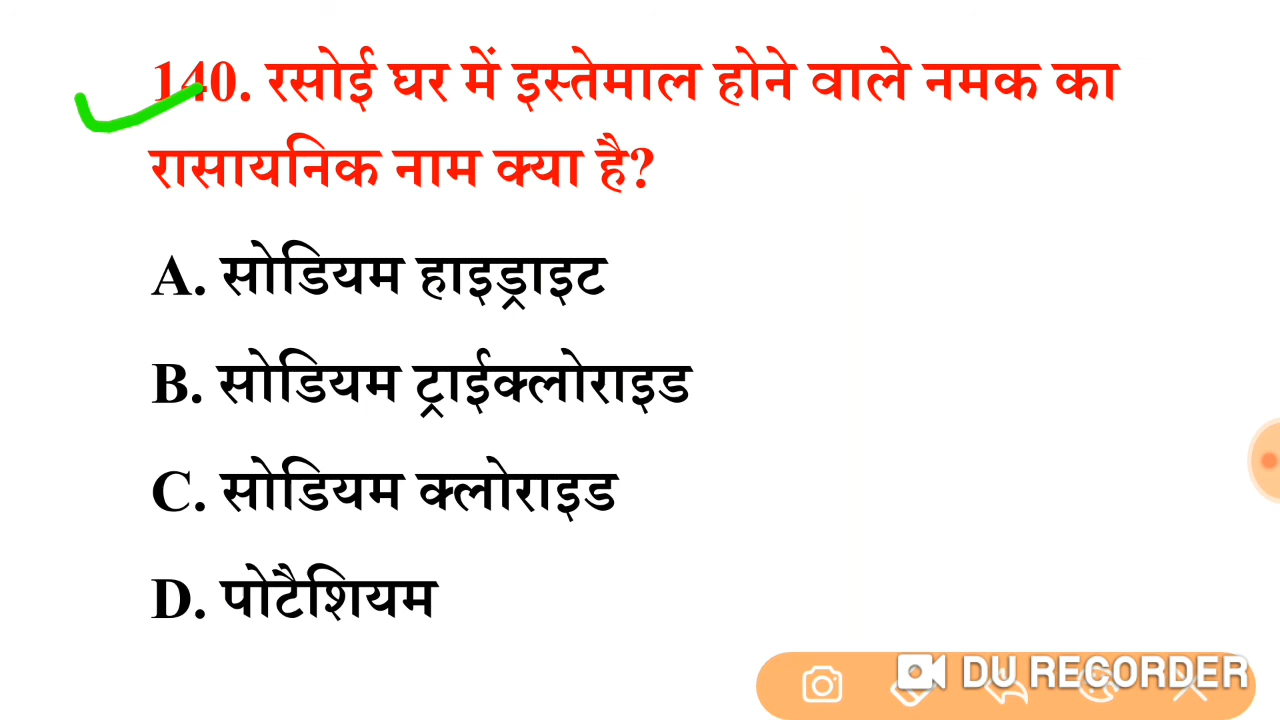 140. रसोई घर में इस्तेमाल होने वाले नमक का
रासायनिक नाम क्या है?
A. सोडियम हाइड्राइट
B. सोडियम ट्राईक्लोराइड
C. सोडियम क्लोराइड
D. पोटैशियम
DU RECORDER